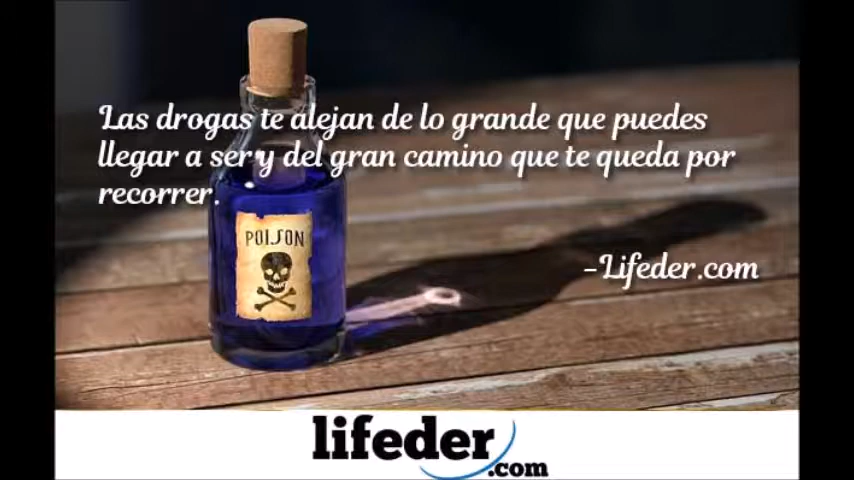 Las drogas te alejan de lo grande que puedes
llegar a ser y del gran camino que te queda por
recorrer.
-Lifeder.com
POISON
lifeder
.com